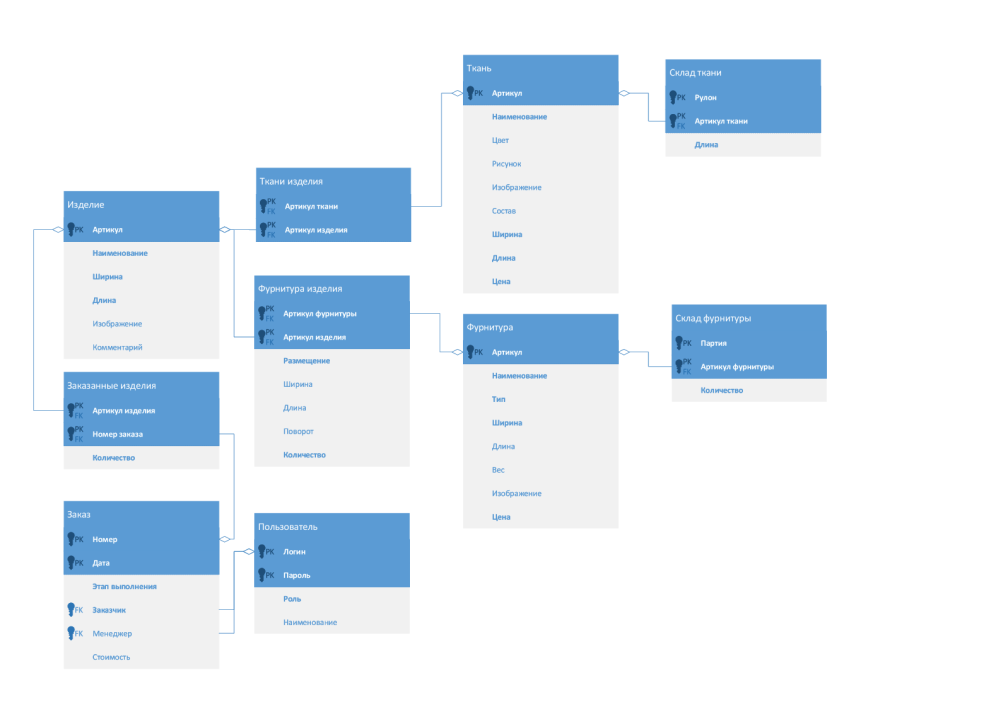 Ткань
PK Артикул
Наименование
Цвет
Рисунок
Изображение
Состав
Ширина
Длина
Цена
Склад ткани
PK Рулон
PK
FK Артикул ткани
Длина
Ткани изделия
PK
FK Артикул ткани
PK
FK Артикул изделия
Изделие
PK Артикул
Наименование
Ширина
Длина
Изображение
Комментарий
Фурнитура изделия
PK
FK Артикул фурнитуры
PK
FK Артикул изделия
Размещение
Ширина
Длина
Поворот
Количество
Фурнитура
PK Артикул
Наименование
Тип
Ширина
Длина
Вес
Изображение
Цена
Склад фурнитуры
PK Партия
PK
FK Артикул фурнитуры
Количество
Заказанные изделия
PK
FK Артикул изделия
PK
FK Номер заказа
Количество
Заказ
PK Номер
PK Дата
Этап выполнения
FK Заказчик
FK Менеджер
Стоимость
Пользователь
PK Логин
PK Пароль
Роль
Наименование